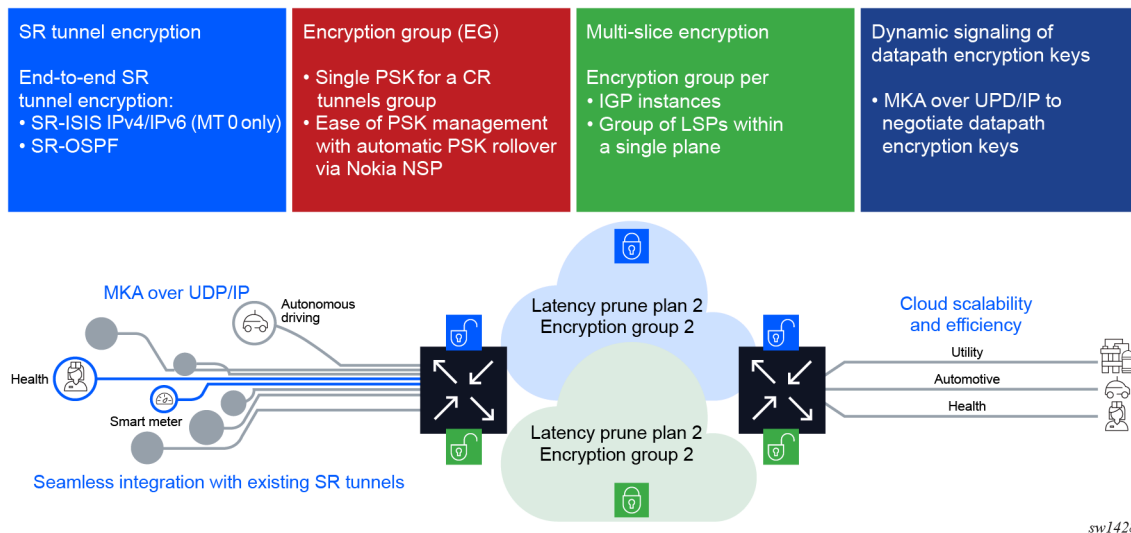 SR tunnel encryption
End-to-end SR
tunnel encryption:
• SR-ISIS IPv4/IPv6 (MT 0 only)
• SR-OSPF
Encryption group (EG)
• Single PSK for a CR
tunnels group
• Ease of PSK management
with automatic PSK rollover
via Nokia NSP
Multi-slice encryption
Encryption group per
• IGP instances
• Group of LSPs within
a single plane
Dynamic signaling of
datapath encryption keys
• MKA over UPD/IP to
negotiate datapath
encryption keys
MKA over UDP/IP
Autonomous
driving
Health
Smart meter
Seamless integration with existing SR tunnels
Latency prune plan 2
Encryption group 2
Latency prune plan 2
Encryption group 2
Cloud scalability
and efficiency
Utility
Automotive
Health